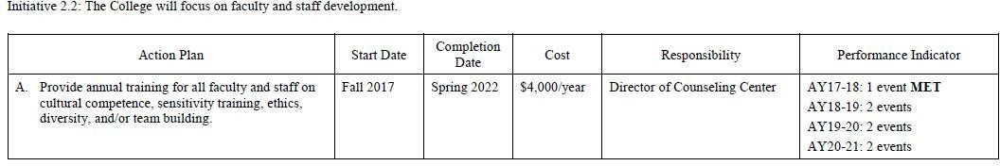 Initiative 2.2: The College will focus on faculty and staff development.
Action Plan
Start Date
Completion
Date
Cost
Responsibility
Performance Indicator
A. Provide annual training for all faculty and staff on
cultural competence, sensitivity training, ethics,
diversity, and/or team building.
Fall 2017
Spring 2022
$4,000/year
Director of Counseling Center
AY17-18: 1 event MET
AY18-19: 2 events
AY19-20: 2 events
AY20-21: 2 events